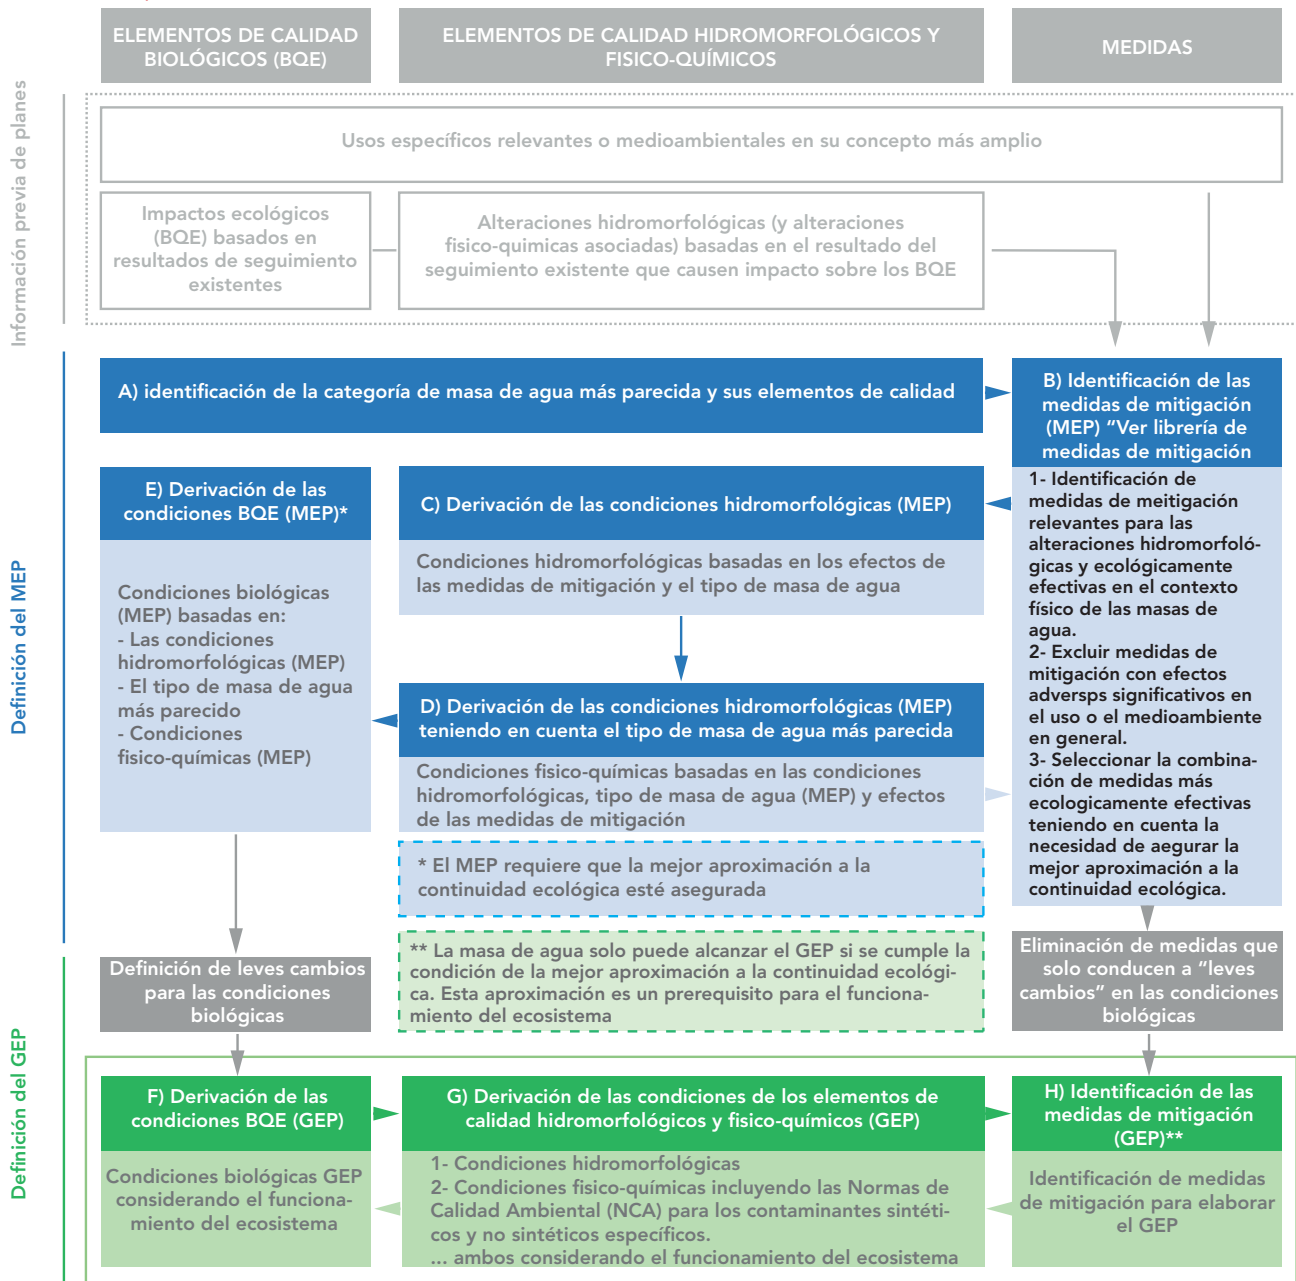 ELEMENTOS DE CALIDAD
BIOLÓGICOS (BQE)
ELEMENTOS DE CALIDAD HIDROMORFOLÓGICOS Y
FISICO-QUÍMICOS
MEDIDAS
Información previa de planes
Usos específicos relevantes o medioambientales en su concepto más amplio
Impactos ecológicos
(BQE) basados en
resultados de seguimiento
existentes
Alteraciones hidromorfológicas (y alteraciones
fisico-quimicas asociadas) basadas en el resultado del
seguimiento existente que causen impacto sobre los BQE
Definición del MEP
A) identificación de la categoría de masa de agua más parecida y sus elementos de calidad
B) Identificación de las
medidas de mitigación
(MEP) “Ver librería de
medidas de mitigación
1- Identificación de
medidas de meitigación
relevantes para las
alteraciones hidromorfoló-
gicas y ecológicamente
efectivas en el contexto
físico de las masas de
agua.
2- Excluir medidas de
mitigación con efectos
adversps significativos en
el uso o el medioambiente
en general.
3- Seleccionar la combina-
ción de medidas más
ecologicamente efectivas
teniendo en cuenta la
necesidad de aegurar la
mejor aproximación a la
continuidad ecológica.
E) Derivación de las
condiciones BQE (MEP)*
Condiciones biológicas
(MEP) basadas en:
- Las condiciones
hidromorfológicas (MEP)
- El tipo de masa de agua
más parecido
- Condiciones
fisico-químicas (MEP)
C) Derivación de las condiciones hidromorfológicas (MEP)
Condiciones hidromorfológicas basadas en los efectos de
las medidas de mitigación y el tipo de masa de agua
D) Derivación de las condiciones hidromorfológicas (MEP)
teniendo en cuenta el tipo de masa de agua más parecida
Condiciones fisico-químicas basadas en las condiciones
hidromorfológicas, tipo de masa de agua (MEP) y efectos
de las medidas de mitigación
* El MEP requiere que la mejor aproximación a la
continuidad ecológica esté asegurada
** La masa de agua solo puede alcanzar el GEP si se cumple la
condición de la mejor aproximación a la continuidad ecológi-
ca. Esta aproximación es un prerequisito para el funciona-
miento del ecosistema
Definición de leves cambios
para las condiciones
biológicas
Eliminación de medidas que
solo conducen a “leves
cambios” en las condiciones
biológicas
Definición del GEP
F) Derivación de las
condiciones BQE (GEP)
Condiciones biológicas GEP
considerando el funciona-
miento del ecosistema
G) Derivación de las condiciones de los elementos de
calidad hidromorfológicos y fisico-químicos (GEP)
1- Condiciones hidromorfológicas
2- Condiciones fisico-químicas incluyendo las Normas de
Calidad Ambiental (NCA) para los contaminantes sintéti-
cos y no sintéticos específicos.
... ambos considerando el funcionamiento del ecosistema
H) Identificación de las
medidas de mitigación
(GEP)**
Identificación de medidas
de mitigación para elaborar
el GEP